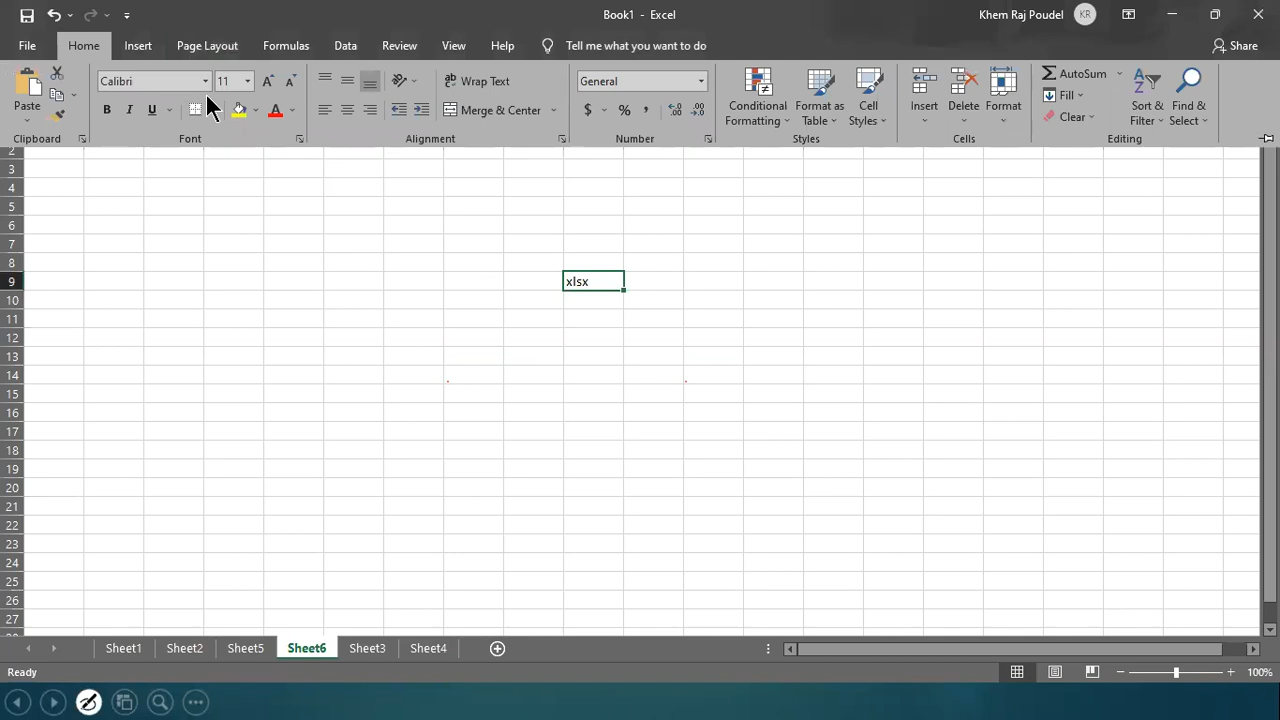 Book1 - Excel
Khem Raj Poudel
KR
File Home Insert Page Layout Formulas Data Review View Help Tell me what you want to do Share
Paste
Clipboard
Calibri 11
B I U A
Font
Wrap Text
Merge & Center
Alignment
General
$ %
Number
Conditional Formatting
Format as Table
Cell Styles
Styles
Insert
Delete
Format
Cells
AutoSum
Fill
Clear
Sort & Filter
Find & Select
Editing
2
3
4
5
6
7
8
9 xlsx
10
11
12
13
14
15
16
17
18
19
20
21
22
23
24
25
26
27
Sheet1 Sheet2 Sheet5 Sheet6 Sheet3 Sheet4
Ready
100%